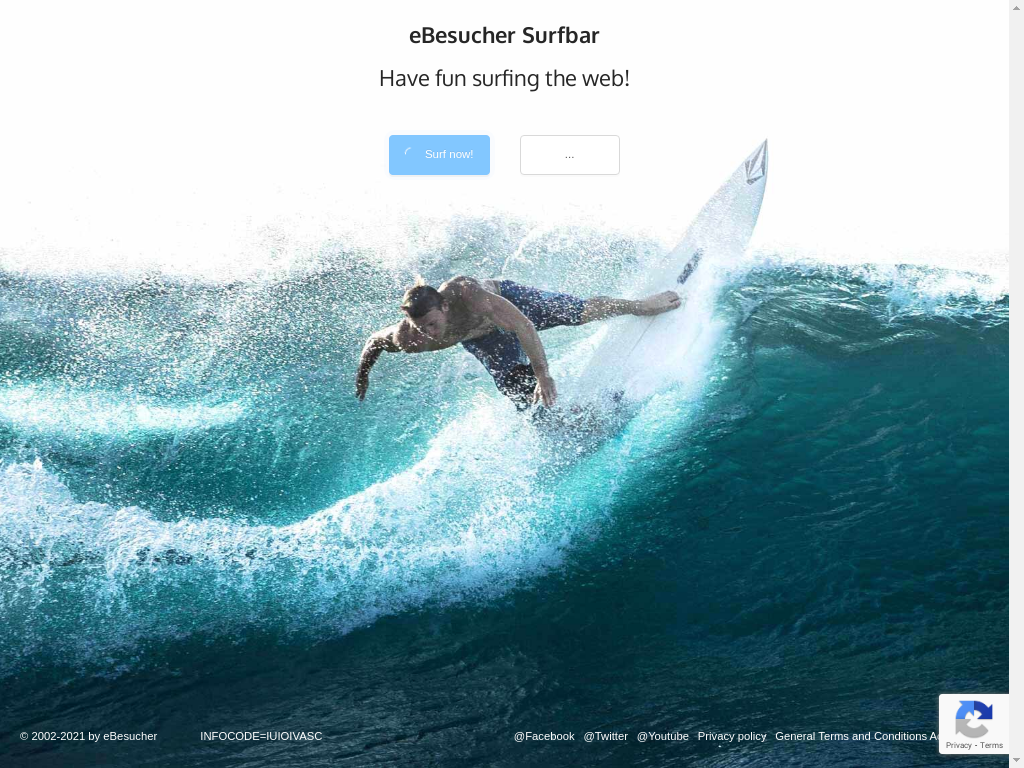 eBesucher Surfbar
Have fun surfing the web!
Surf now!
...
© 2002-2021 by eBesucher
INFOCODE=IUIOIVASC
@Facebook @Twitter @Youtube Privacy policy General Terms and Conditions
Privacy - Terms